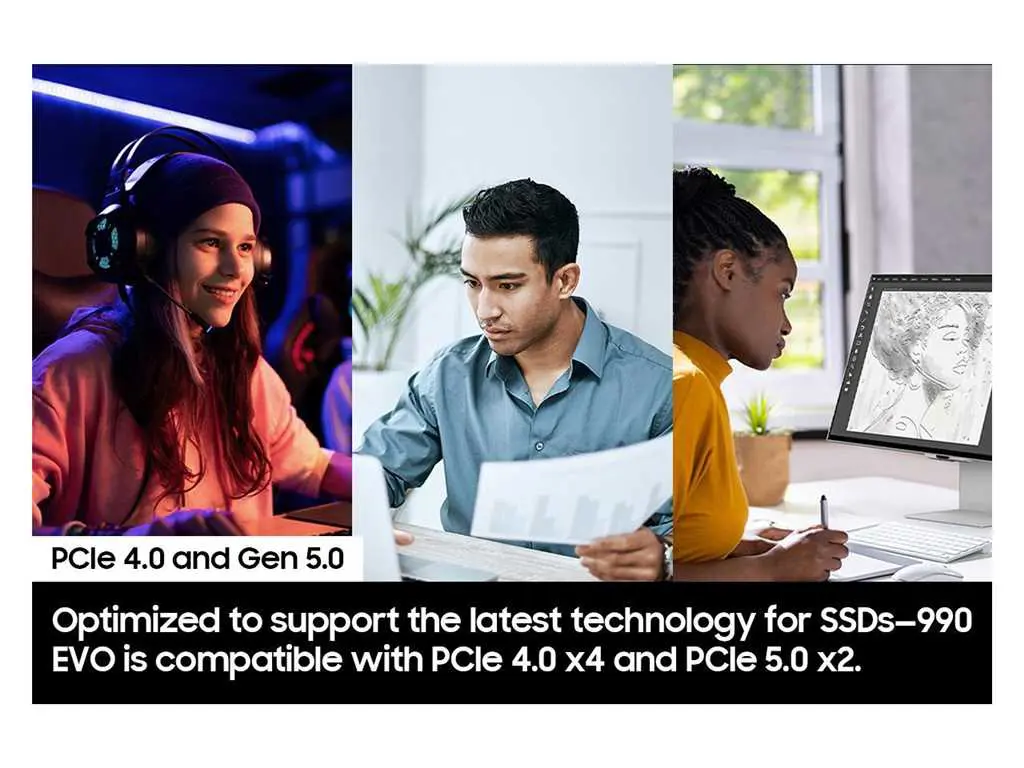 PCIe 4.0 and Gen 5.0
Optimized to support the latest technology for SSDs—990
EVO is compatible with PCIe 4.0 x4 and PCIe 5.0 x2.